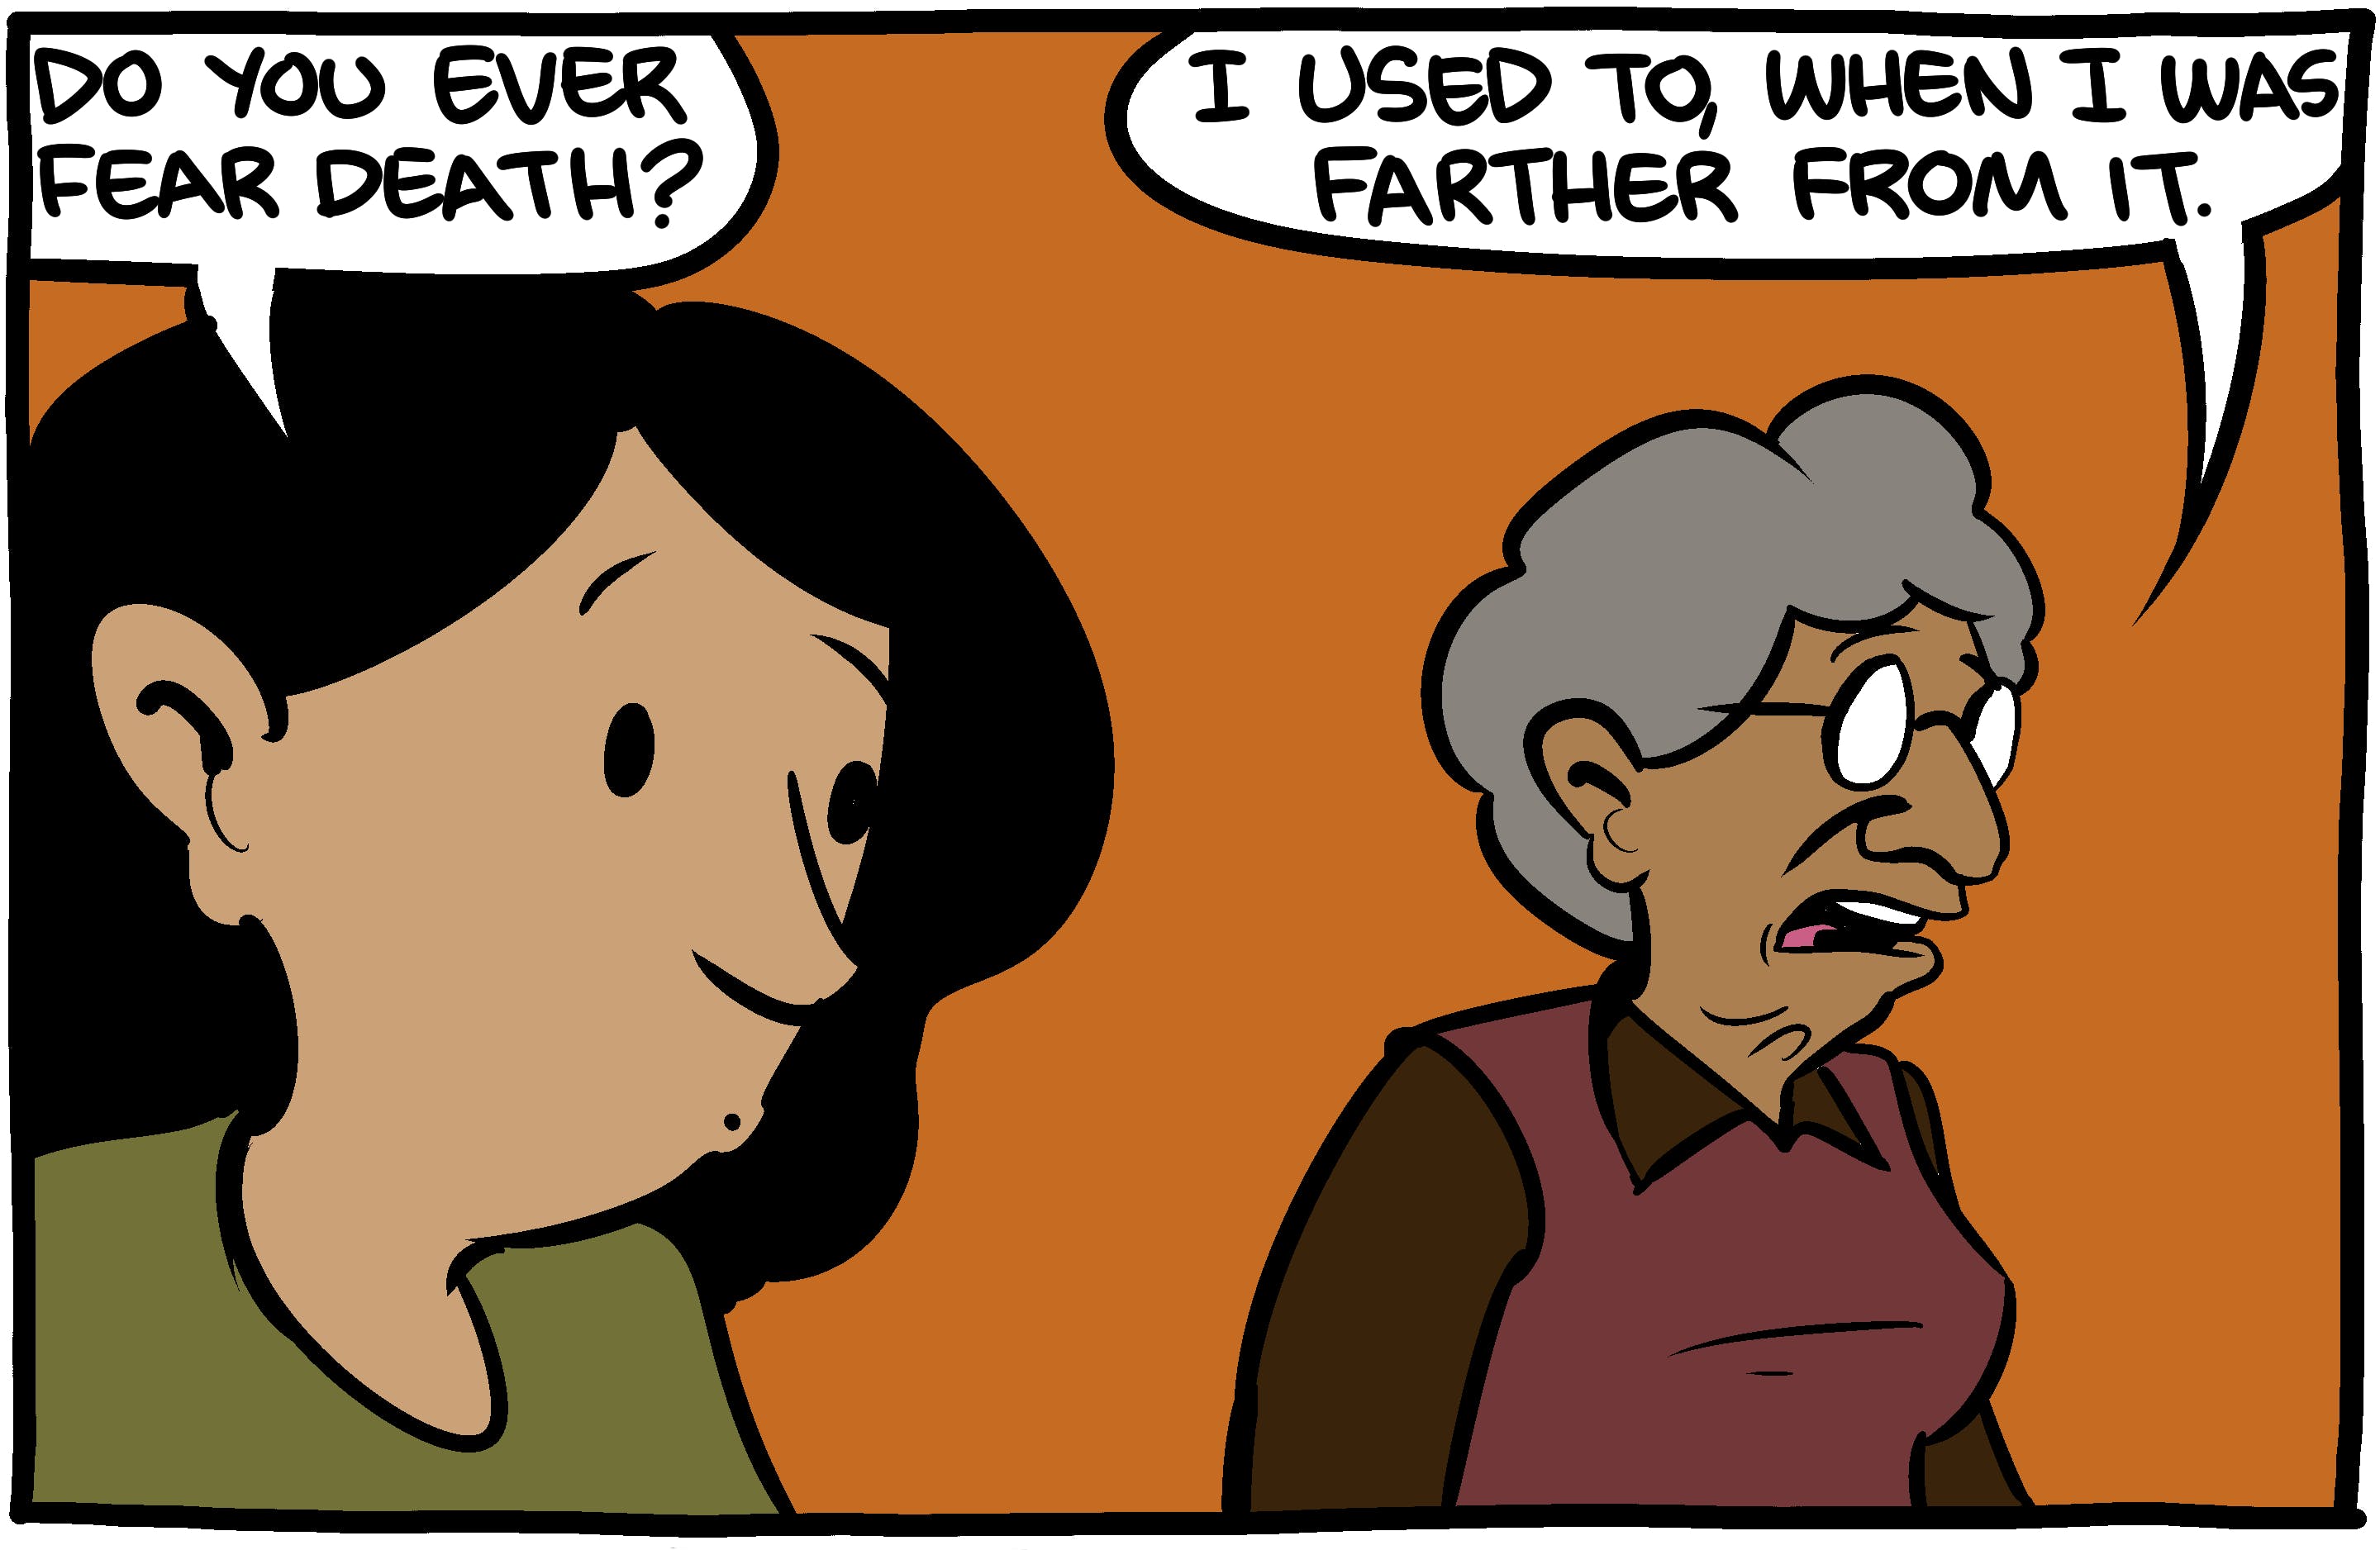 DO YOU EVER
FEAR DEATH?
I USED TO, WHEN I WAS
FARTHER FROM IT.